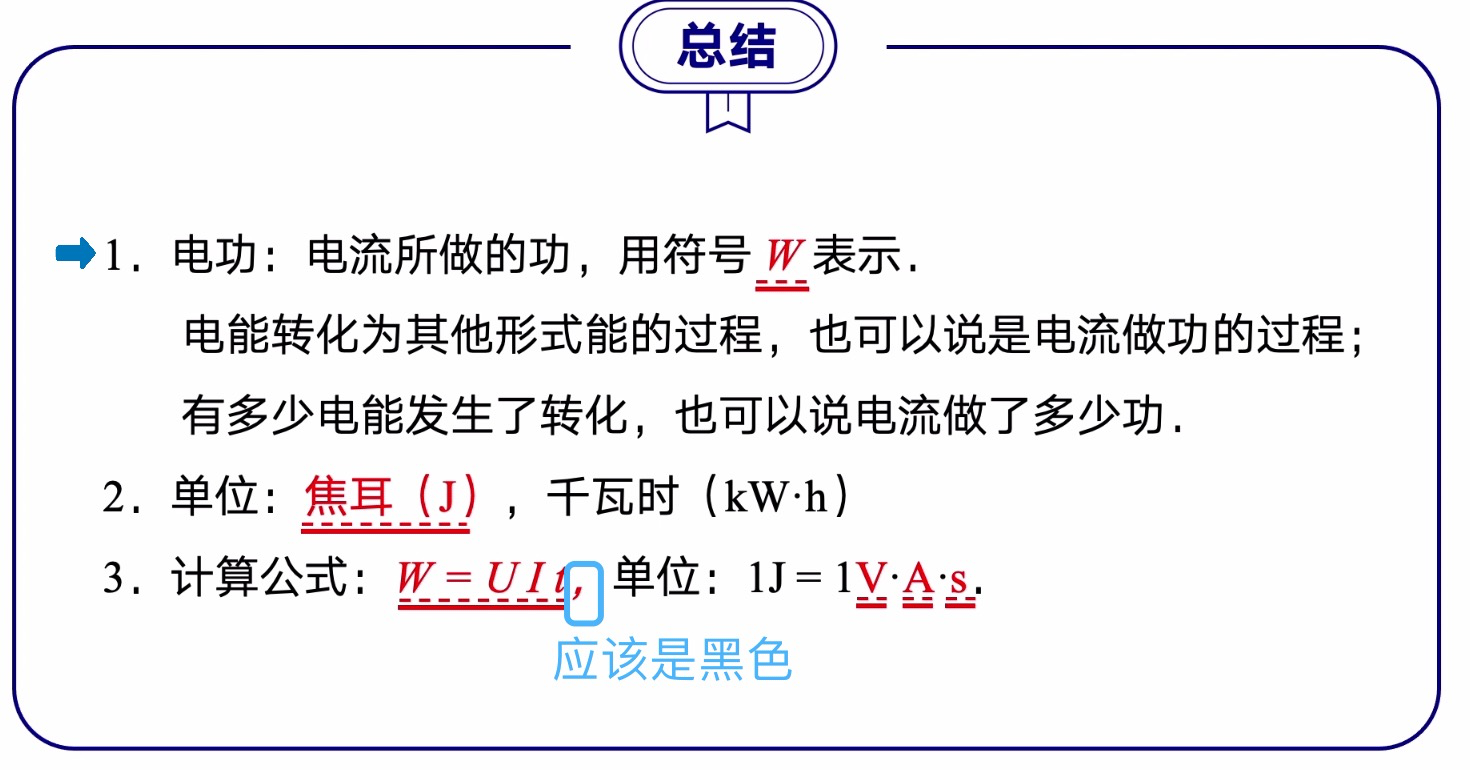 总结
1. 电功：电流所做的功，用符号 W 表示.
电能转化为其他形式能的过程，也可以说是电流做功的过程；
有多少电能发生了转化，也可以说电流做了多少功.
2. 单位：焦耳（J），千瓦时（kW·h）
3. 计算公式：W = U I t, 单位：1J = 1V·A·s.
应该是黑色